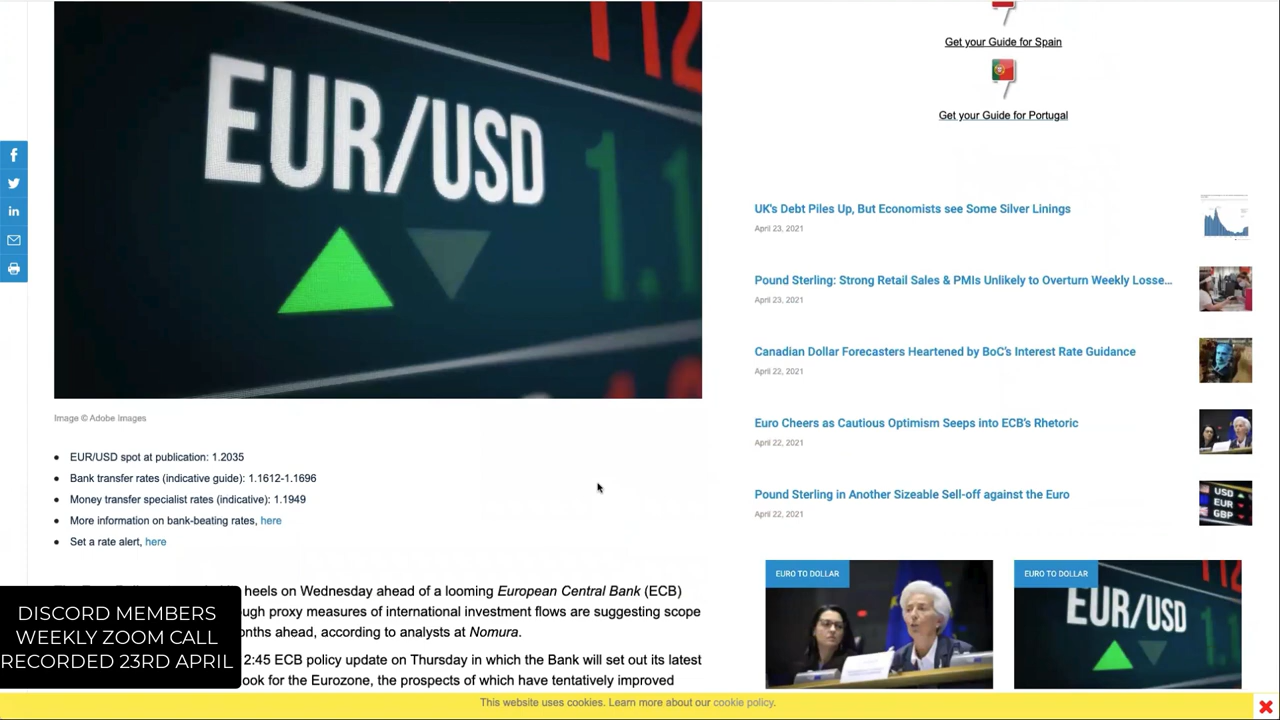 EUR/USD
112
1.1
Get your Guide for Spain
Get your Guide for Portugal
UK's Debt Piles Up, But Economists see Some Silver Linings
April 23, 2021
Pound Sterling: Strong Retail Sales & PMIs Unlikely to Overturn Weekly Losse...
April 23, 2021
Canadian Dollar Forecasters Heartened by BoC's Interest Rate Guidance
April 22, 2021
Euro Cheers as Cautious Optimism Seeps into ECB's Rhetoric
April 22, 2021
Pound Sterling in Another Sizeable Sell-off against the Euro
April 22, 2021
USD
EUR
GBP
EURO TO DOLLAR
EURO TO DOLLAR
EUR/USD
Image © Adobe Images
EUR/USD spot at publication: 1.2035
Bank transfer rates (indicative guide): 1.1612-1.1696
Money transfer specialist rates (indicative): 1.1949
More information on bank-beating rates, here
Set a rate alert, here
heels on Wednesday ahead of a looming European Central Bank (ECB)
ugh proxy measures of international investment flows are suggesting scope
onths ahead, according to analysts at Nomura.
2:45 ECB policy update on Thursday in which the Bank will set out its latest
ook for the Eurozone, the prospects of which have tentatively improved
DISCORD MEMBERS
WEEKLY ZOOM CALL
RECORDED 23RD APRIL
This website uses cookies. Learn more about our cookie policy.